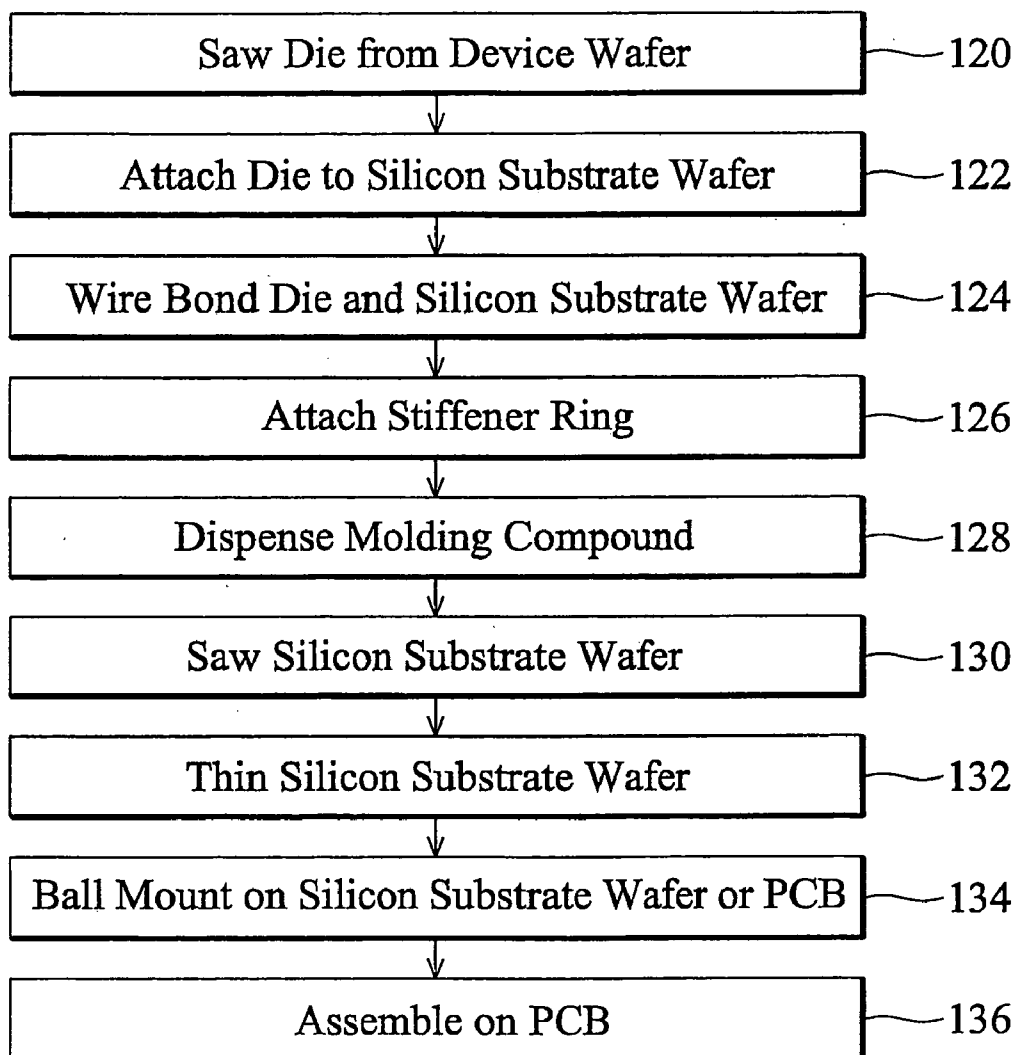 Saw Die from Device Wafer 120
Attach Die to Silicon Substrate Wafer 122
Wire Bond Die and Silicon Substrate Wafer 124
Attach Stiffener Ring 126
Dispense Molding Compound 128
Saw Silicon Substrate Wafer 130
Thin Silicon Substrate Wafer 132
Ball Mount on Silicon Substrate Wafer or PCB 134
Assemble on PCB 136